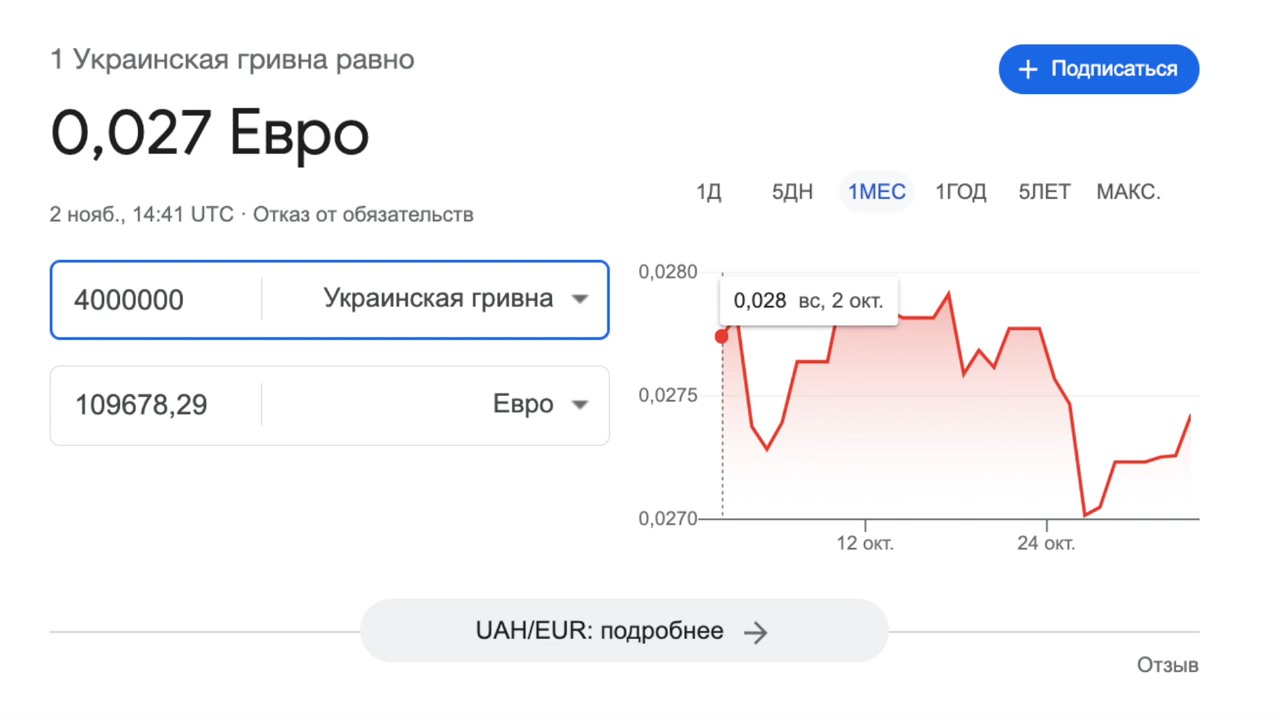 1 Украинская гривна равно
0,027 Евро
2 нояб., 14:41 UTC · Отказ от обязательств
+ Подписаться
4000000 Украинская гривна
109678,29 Евро
1Д 5ДН 1МЕС 1ГОД 5ЛЕТ МАКС.
0,0280
0,028 вс, 2 окт.
0,0275
0,0270
12 окт. 24 окт.
UAH/EUR: подробнее →
Отзыв